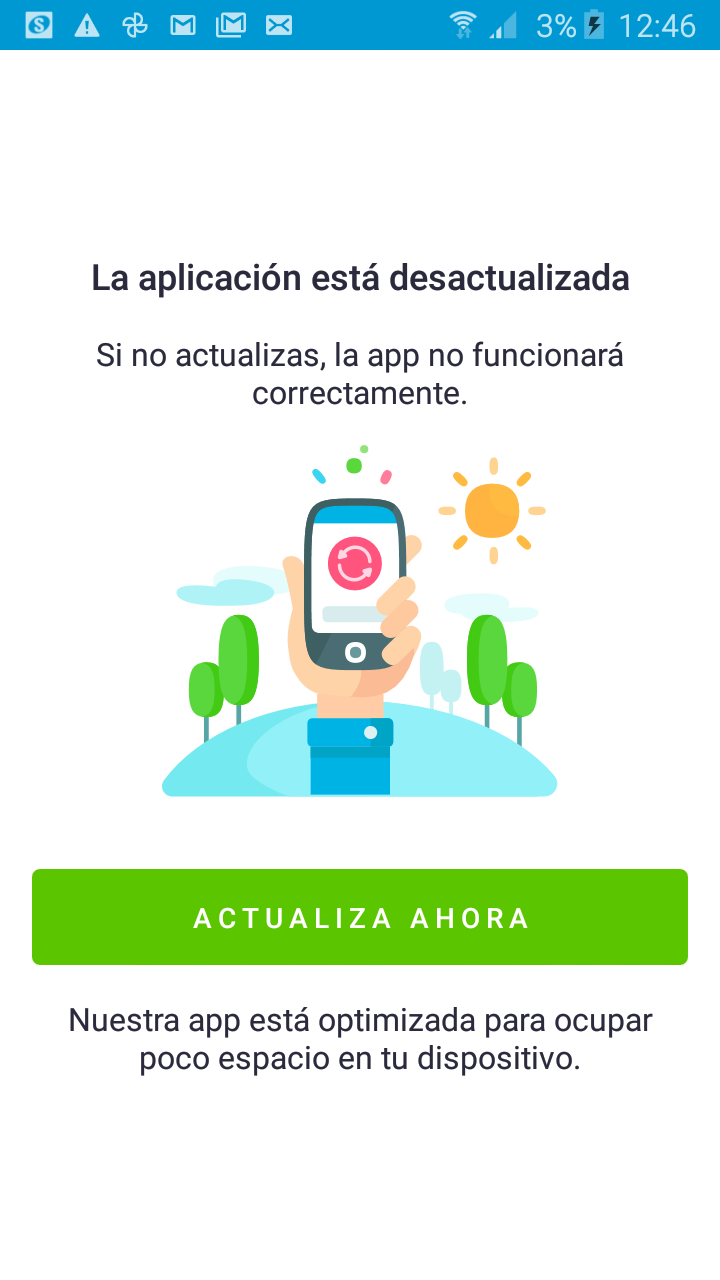 3% 12:46
La aplicación está desactualizada
Si no actualizas, la app no funcionará
correctamente.
ACTUALIZA AHORA
Nuestra app está optimizada para ocupar
poco espacio en tu dispositivo.